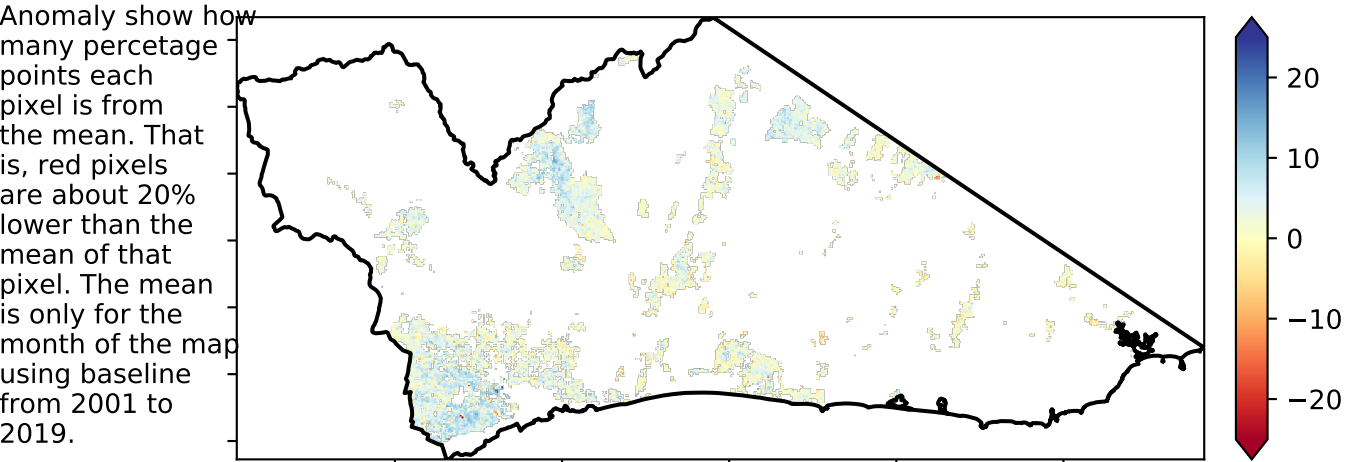 Anomaly show how
many percetage
points each
pixel is from
the mean. That
is, red pixels
are about 20%
lower than the
mean of that
pixel. The mean
is only for the
month of the map
using baseline
from 2001 to
2019.
20
10
0
−10
−20